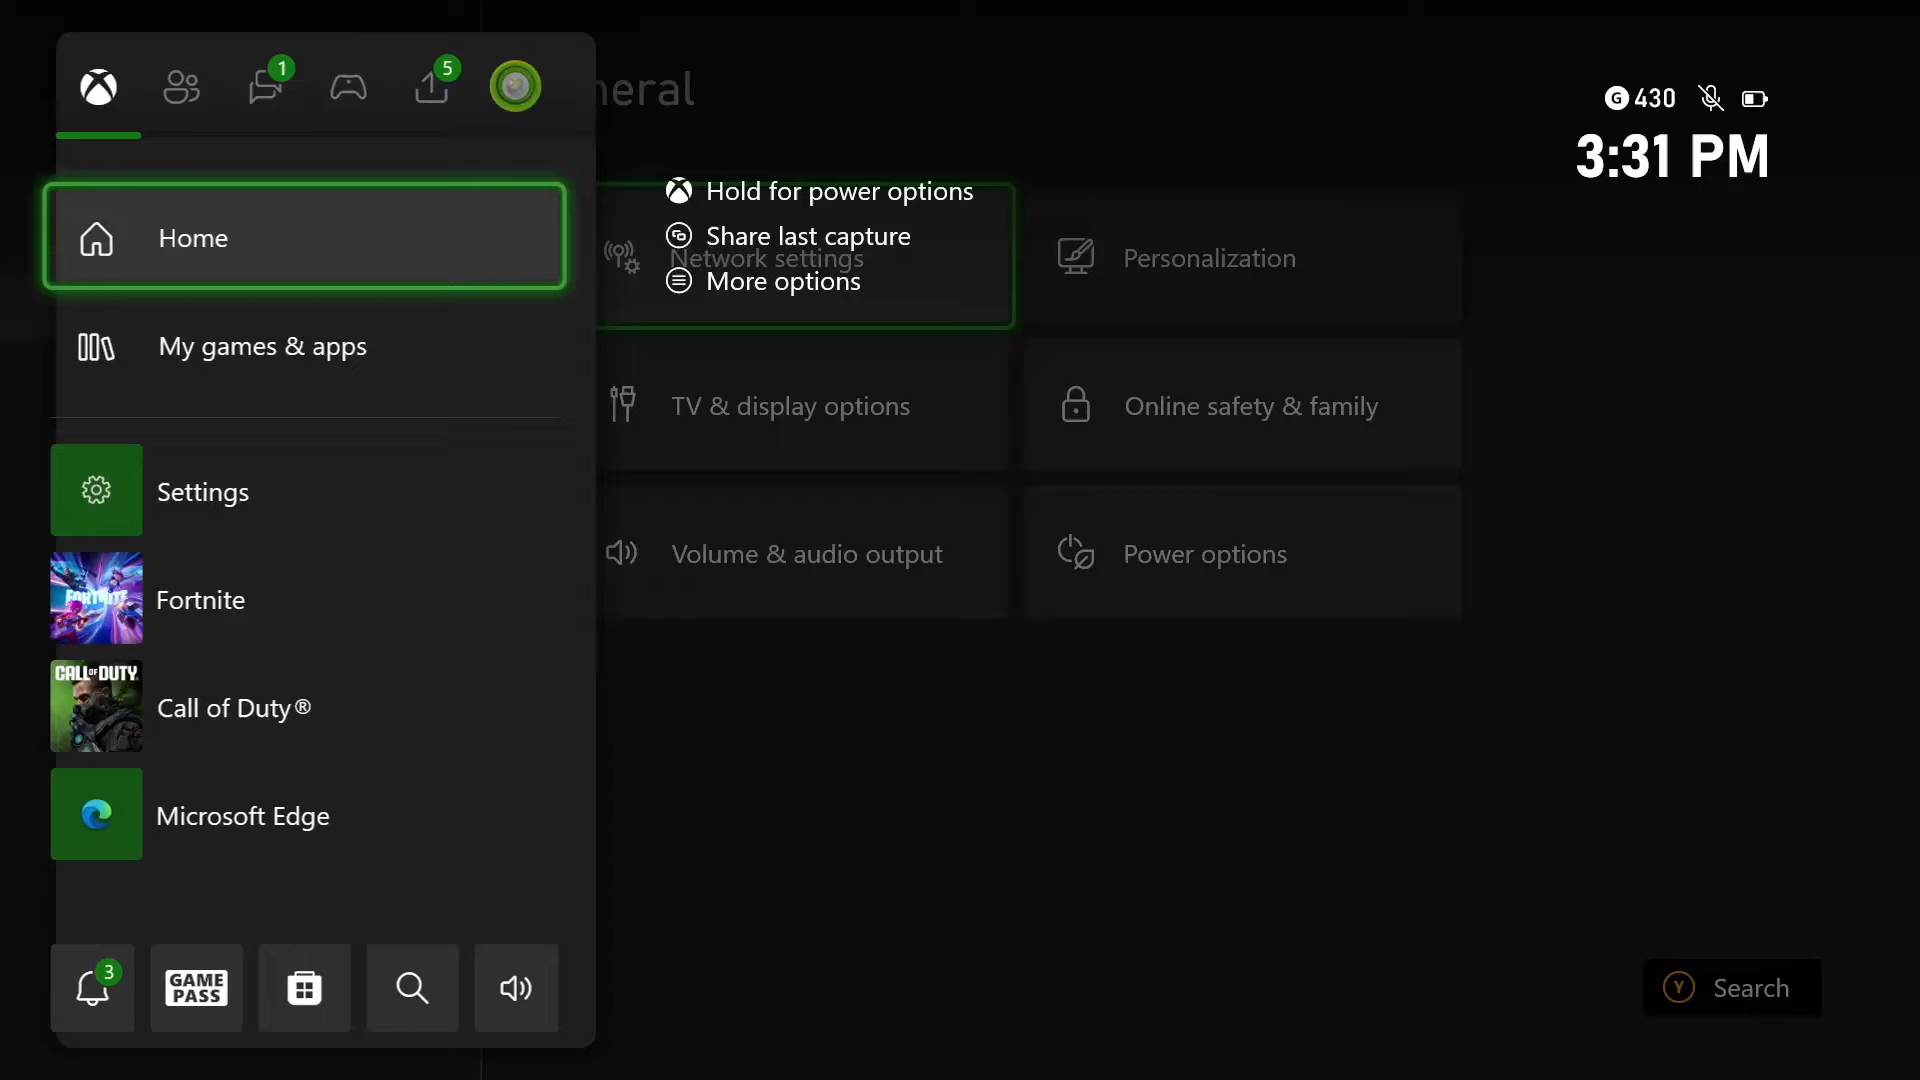 1
5
neral
G 430
3:31 PM
Home
Hold for power options
Share last capture
Network settings
More options
Personalization
My games & apps
TV & display options
Online safety & family
Settings
Volume & audio output
Power options
FORTNITE
Fortnite
CALL OF DUTY
Call of Duty®
Microsoft Edge
3
GAME
PASS
Y Search